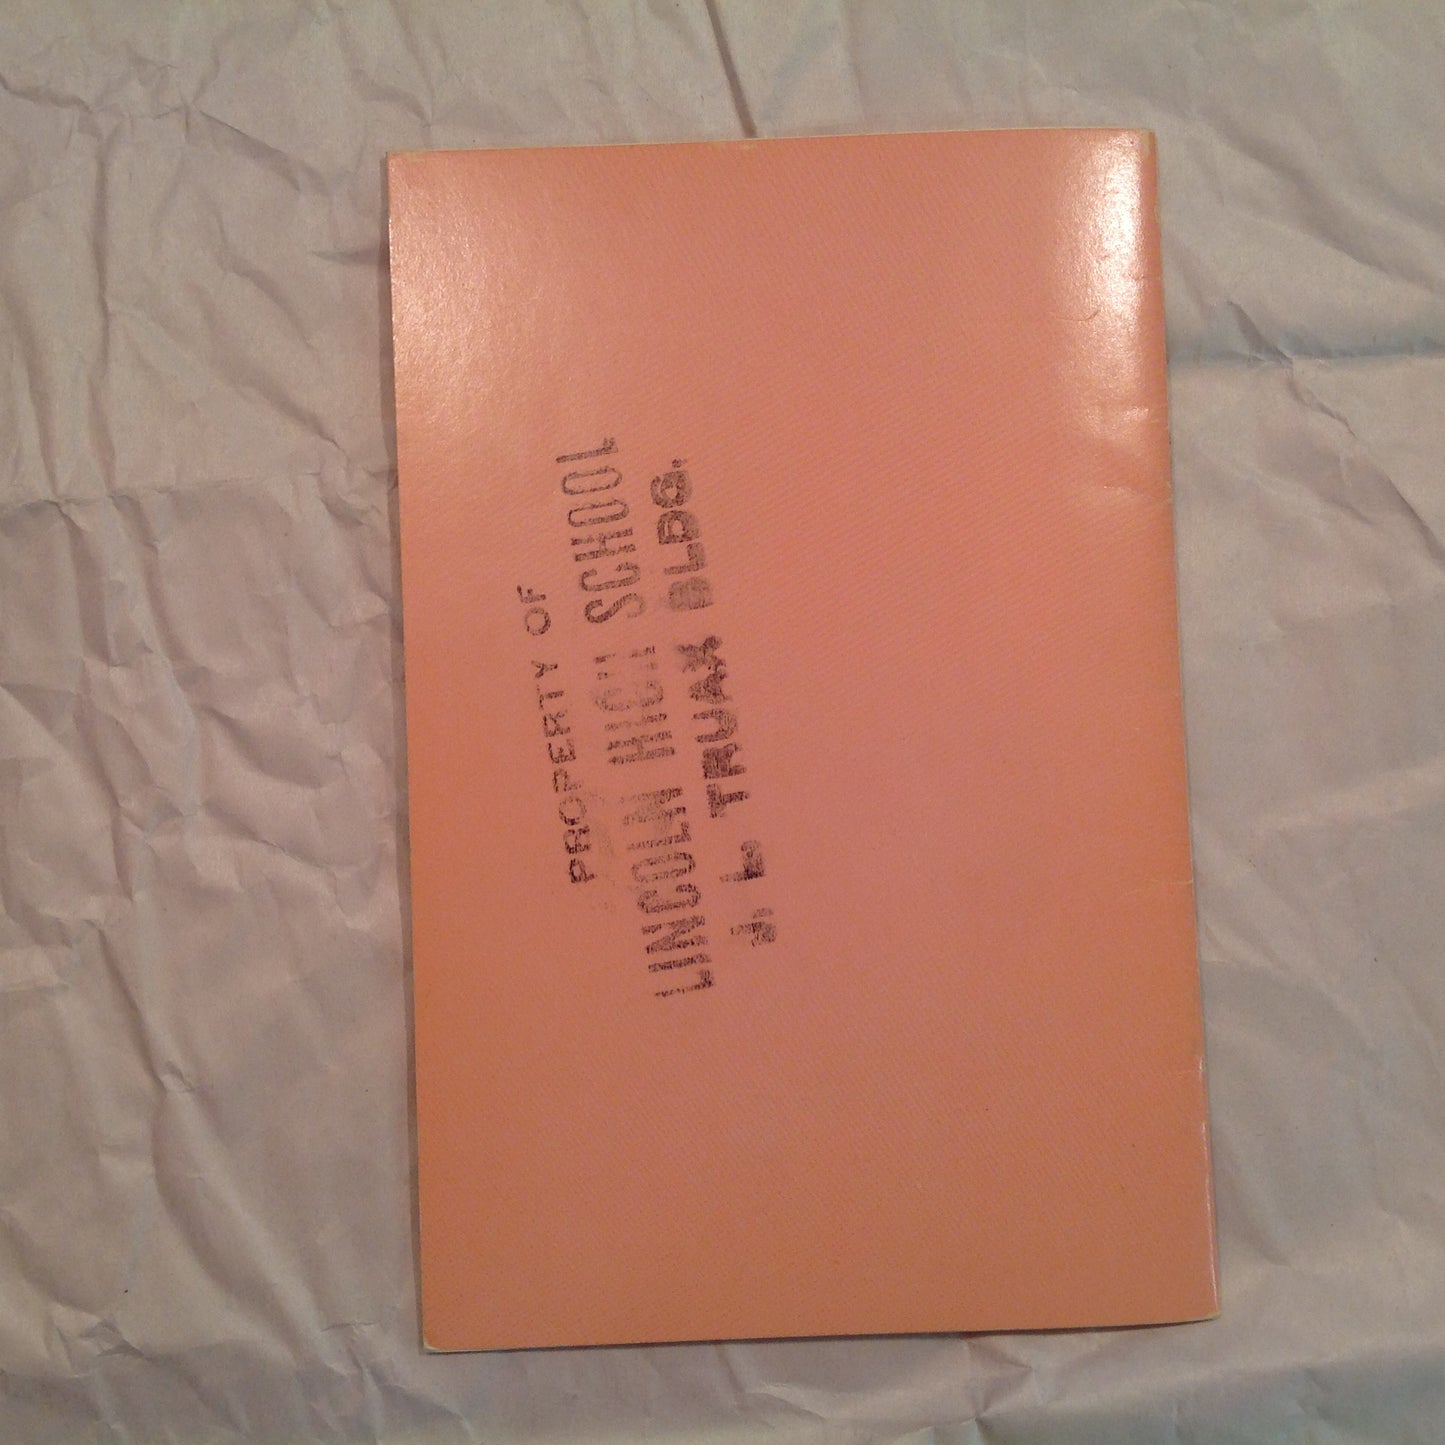 PROPERTY OF
LINCOLN HIGH SCHOOL
J. L. TRUAX BLDG.